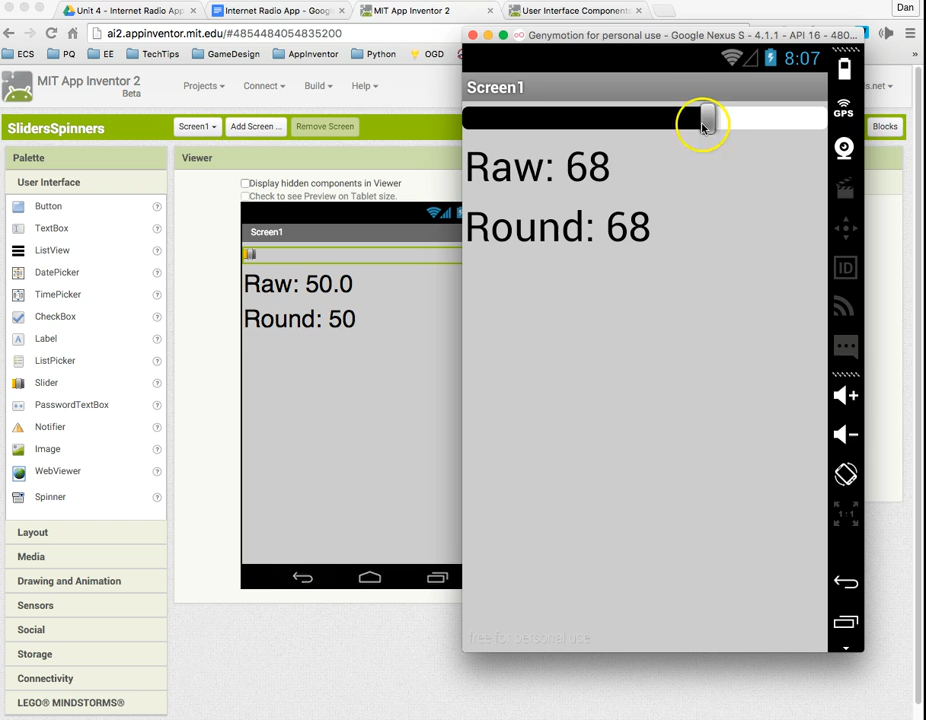 Unit 4 - Internet Radio App
Internet Radio App - Goog
MIT App Inventor 2
User Interface Components
Dan
ai2.appinventor.mit.edu/#4854484054835200
ECS
PQ
EE
TechTips
GameDesign
AppInventor
Python
OGD
»
Genymotion for personal use - Google Nexus S - 4.1.1 - API 16 - 480...
MIT App Inventor 2
Beta
Projects
Connect
Build
Help
s.net
SlidersSpinners
Screen1
Add Screen ...
Remove Screen
Blocks
Palette
User Interface
Button
TextBox
ListView
DatePicker
TimePicker
CheckBox
Label
ListPicker
Slider
PasswordTextBox
Notifier
Image
WebViewer
Spinner
Layout
Media
Drawing and Animation
Sensors
Social
Storage
Connectivity
LEGO® MINDSTORMS®
Viewer
Display hidden components in Viewer
Check to see Preview on Tablet size.
Screen1
Raw: 50.0
Round: 50
8:07
Screen1
Raw: 68
Round: 68
free for personal use
GPS
ID
1:1